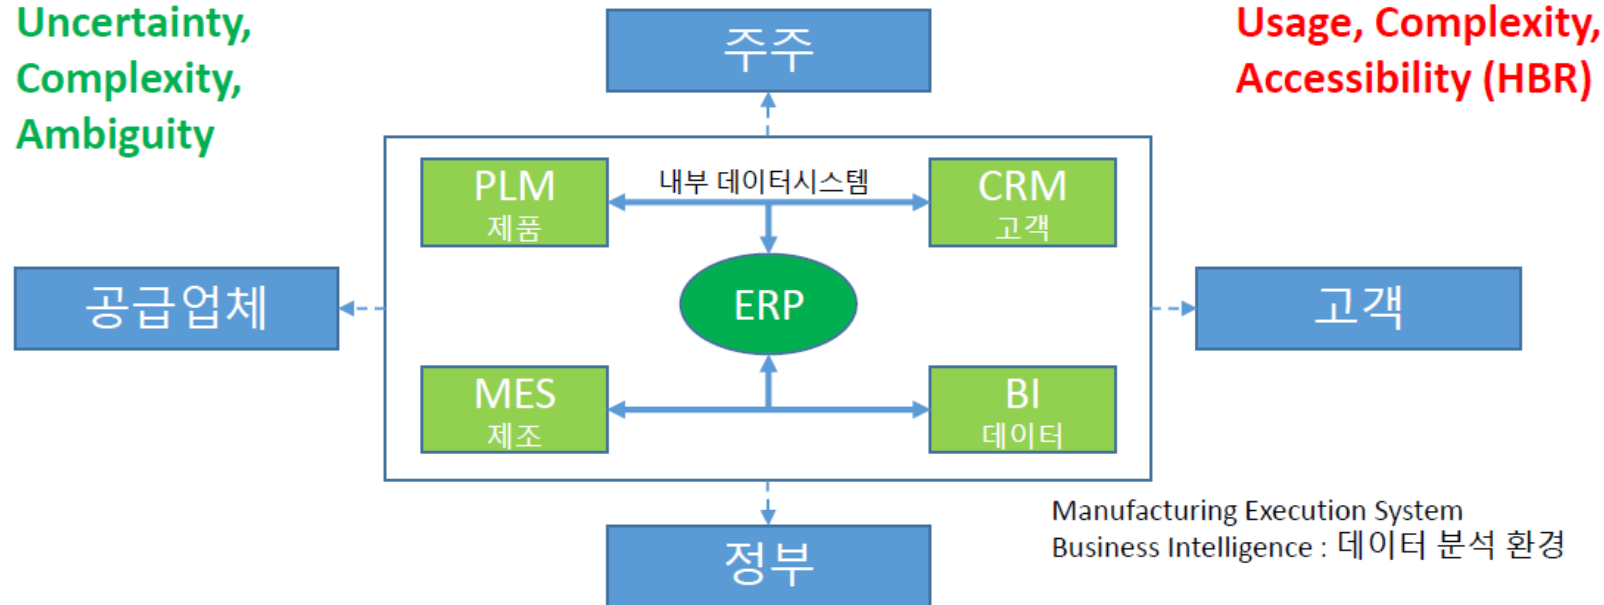 Uncertainty,
Complexity,
Ambiguity
주주
Usage, Complexity,
Accessibility (HBR)
PLM
제품
내부 데이터시스템
CRM
고객
공급업체
ERP
고객
MES
제조
BI
데이터
정부
Manufacturing Execution System
Business Intelligence : 데이터 분석 환경